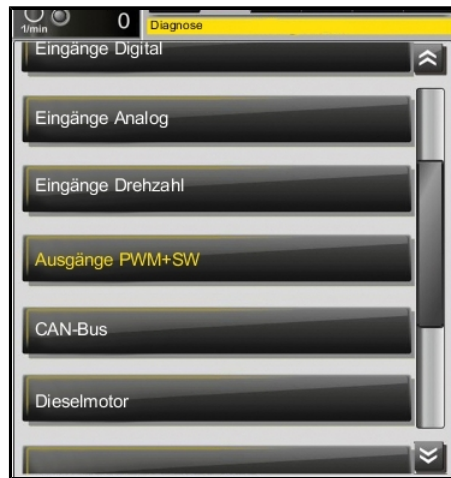 1/min
0
Diagnose
Eingänge Digital
Eingänge Analog
Eingänge Drehzahl
Ausgänge PWM+SW
CAN-Bus
Dieselmotor